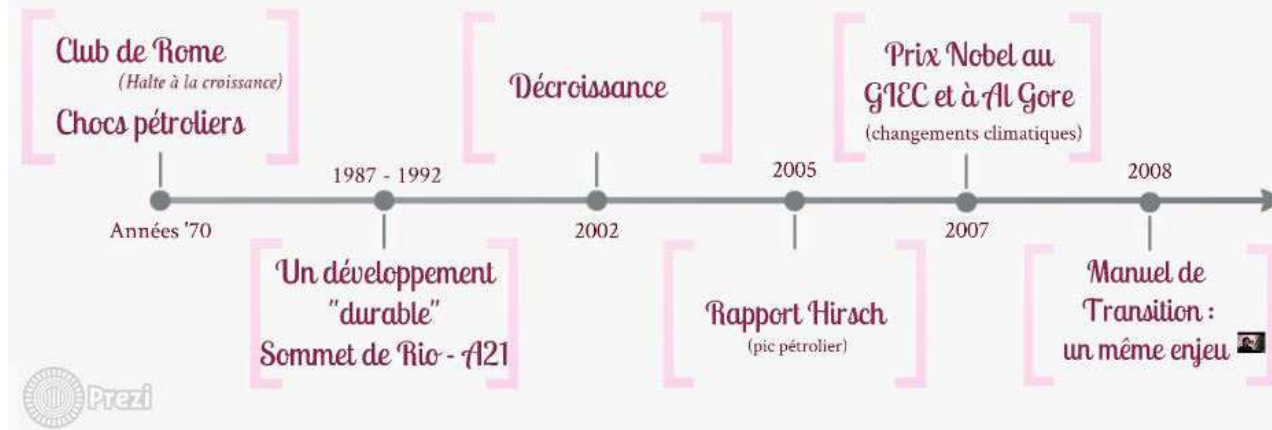 Club de Rome
(Halte à la croissance)
Chocs pétroliers
Années '70
1987 - 1992
Un développement
"durable"
Sommet de Rio - A21
Décroissance
2002
2005
Rapport Hirsch
(pic pétrolier)
Prix Nobel au
GIEC et à Al Gore
(changements climatiques)
2007
2008
Manuel de
Transition :
un même enjeu
Prezi